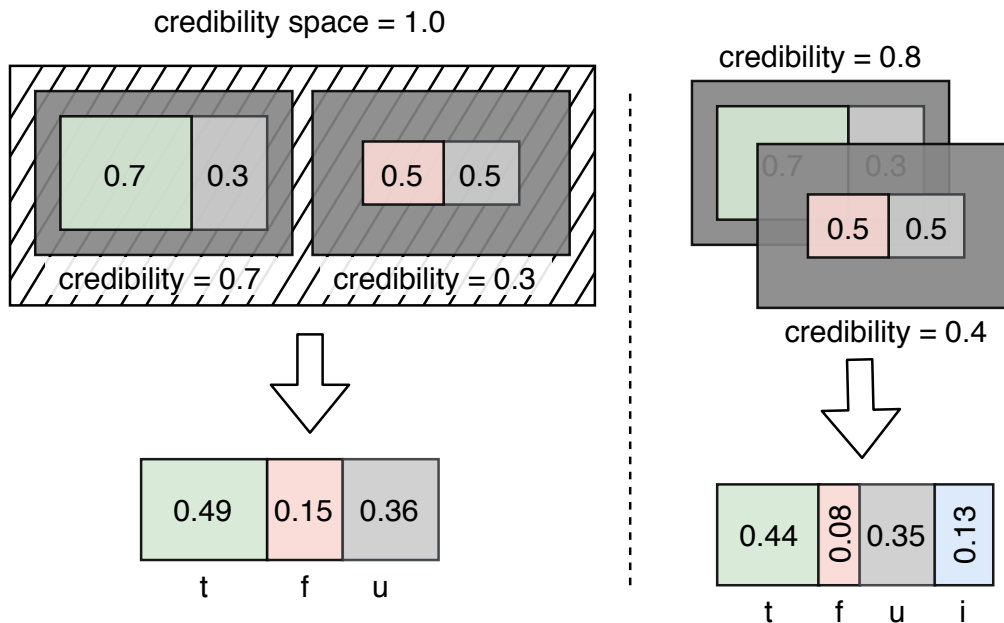 credibility space = 1.0
0.7 0.3 0.5 0.5
credibility = 0.7 credibility = 0.3
0.49 0.15 0.36
t f u
credibility = 0.8
0.7 0.3
0.5 0.5
credibility = 0.4
0.44 0.08 0.35 0.13
t f u i